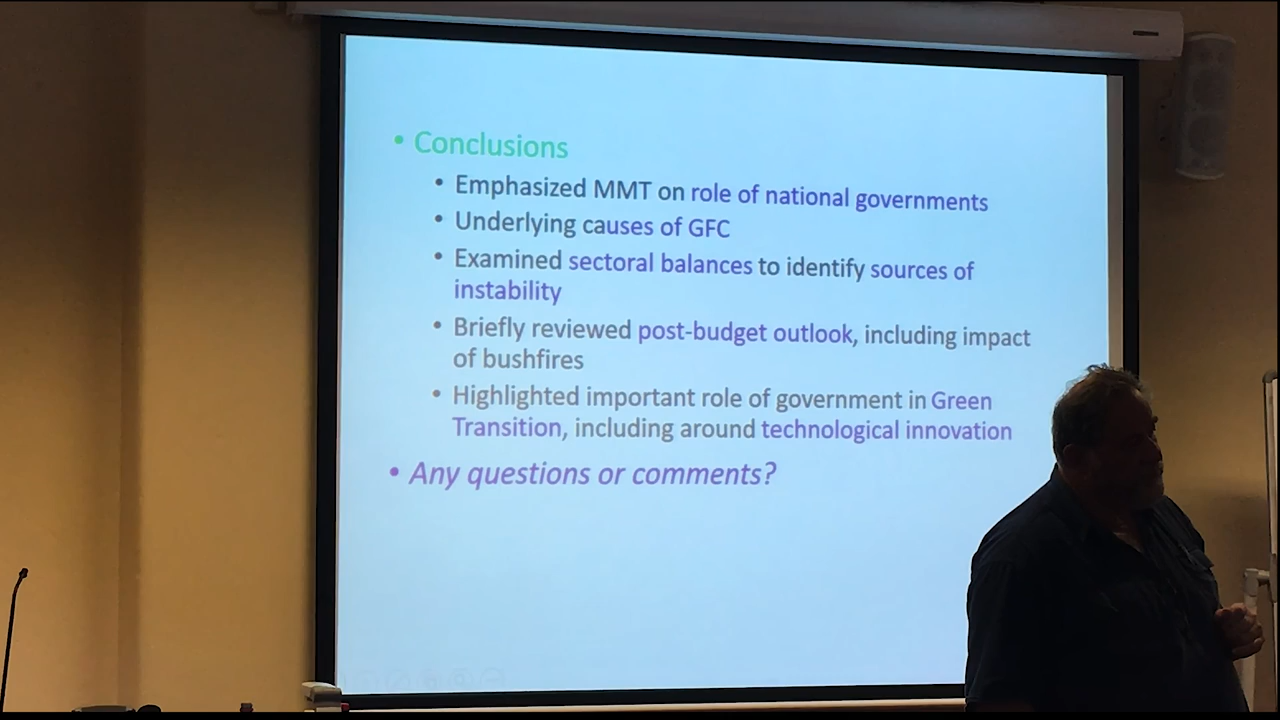 • Conclusions
• Emphasized MMT on role of national governments
• Underlying causes of GFC
• Examined sectoral balances to identify sources of
instability
• Briefly reviewed post-budget outlook, including impact
of bushfires
• Highlighted important role of government in Green
Transition, including around technological innovation
• Any questions or comments?